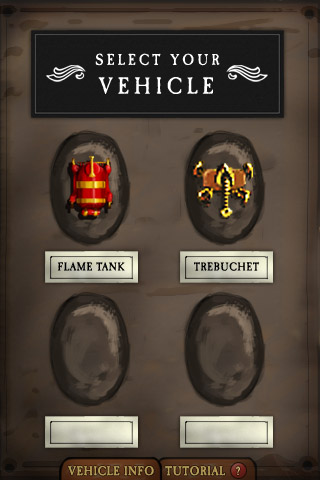 SELECT YOUR
VEHICLE
FLAME TANK
TREBUCHET
VEHICLE INFO
TUTORIAL ?